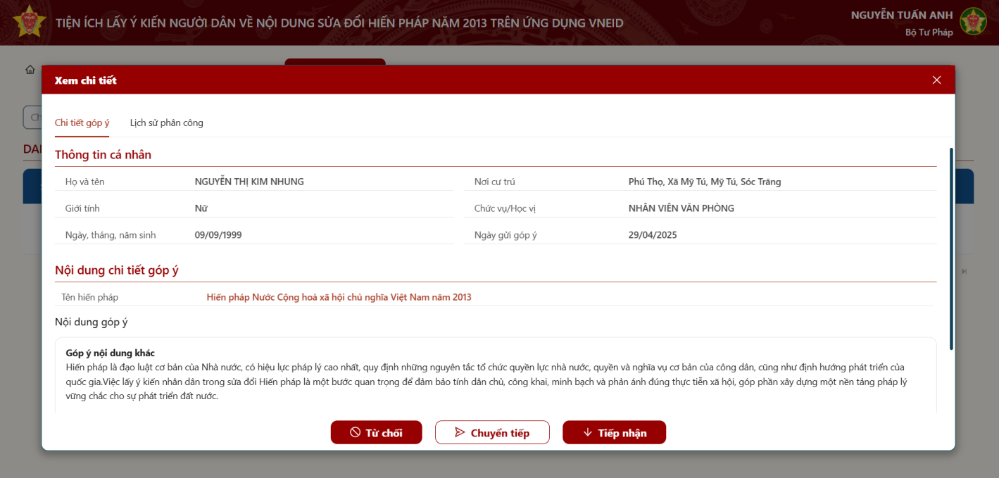 TIỆN ÍCH LẤY Ý KIẾN NGƯỜI DÂN VỀ NỘI DUNG SỬA ĐỔI HIẾN PHÁP NĂM 2013 TRÊN ỨNG DỤNG VNEID
NGUYỄN TUẤN ANH
Bộ Tư Pháp
Xem chi tiết
Chi tiết góp ý
Lịch sử phân công
Thông tin cá nhân
Họ và tên NGUYỄN THỊ KIM NHUNG
Nơi cư trú Phú Thọ, Xã Mỹ Tú, Mỹ Tú, Sóc Trăng
Giới tính Nữ
Chức vụ/Học vị NHÂN VIÊN VĂN PHÒNG
Ngày, tháng, năm sinh 09/09/1999
Ngày gửi góp ý 29/04/2025
Nội dung chi tiết góp ý
Tên hiến pháp Hiến pháp Nước Cộng hoà xã hội chủ nghĩa Việt Nam năm 2013
Nội dung góp ý
Góp ý nội dung khác
Hiến pháp là đạo luật cơ bản của Nhà nước, có hiệu lực pháp lý cao nhất, quy định những nguyên tắc tổ chức quyền lực nhà nước, quyền và nghĩa vụ cơ bản của công dân, cũng như định hướng phát triển của
quốc gia.Việc lấy ý kiến nhân dân trong sửa đổi Hiến pháp là một bước quan trọng để đảm bảo tính dân chủ, công khai, minh bạch và phản ánh đúng thực tiễn xã hội, góp phần xây dựng một nền tảng pháp lý
vững chắc cho sự phát triển đất nước.
Từ chối
Chuyển tiếp
Tiếp nhận